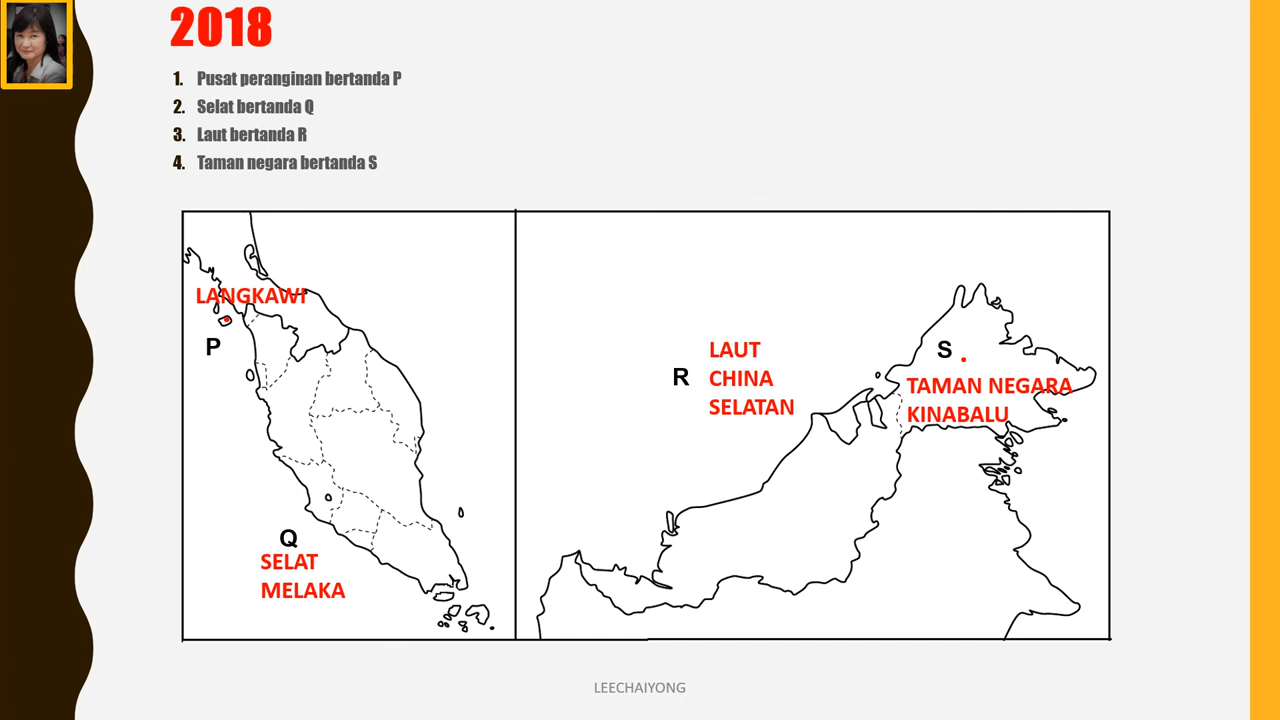 2018
1. Pusat peranginan bertanda P
2. Selat bertanda Q
3. Laut bertanda R
4. Taman negara bertanda S
LANGKAWI
P
Q
SELAT
MELAKA
R
LAUT
CHINA
SELATAN
S
TAMAN NEGARA
KINABALU
LEECHAIYONG